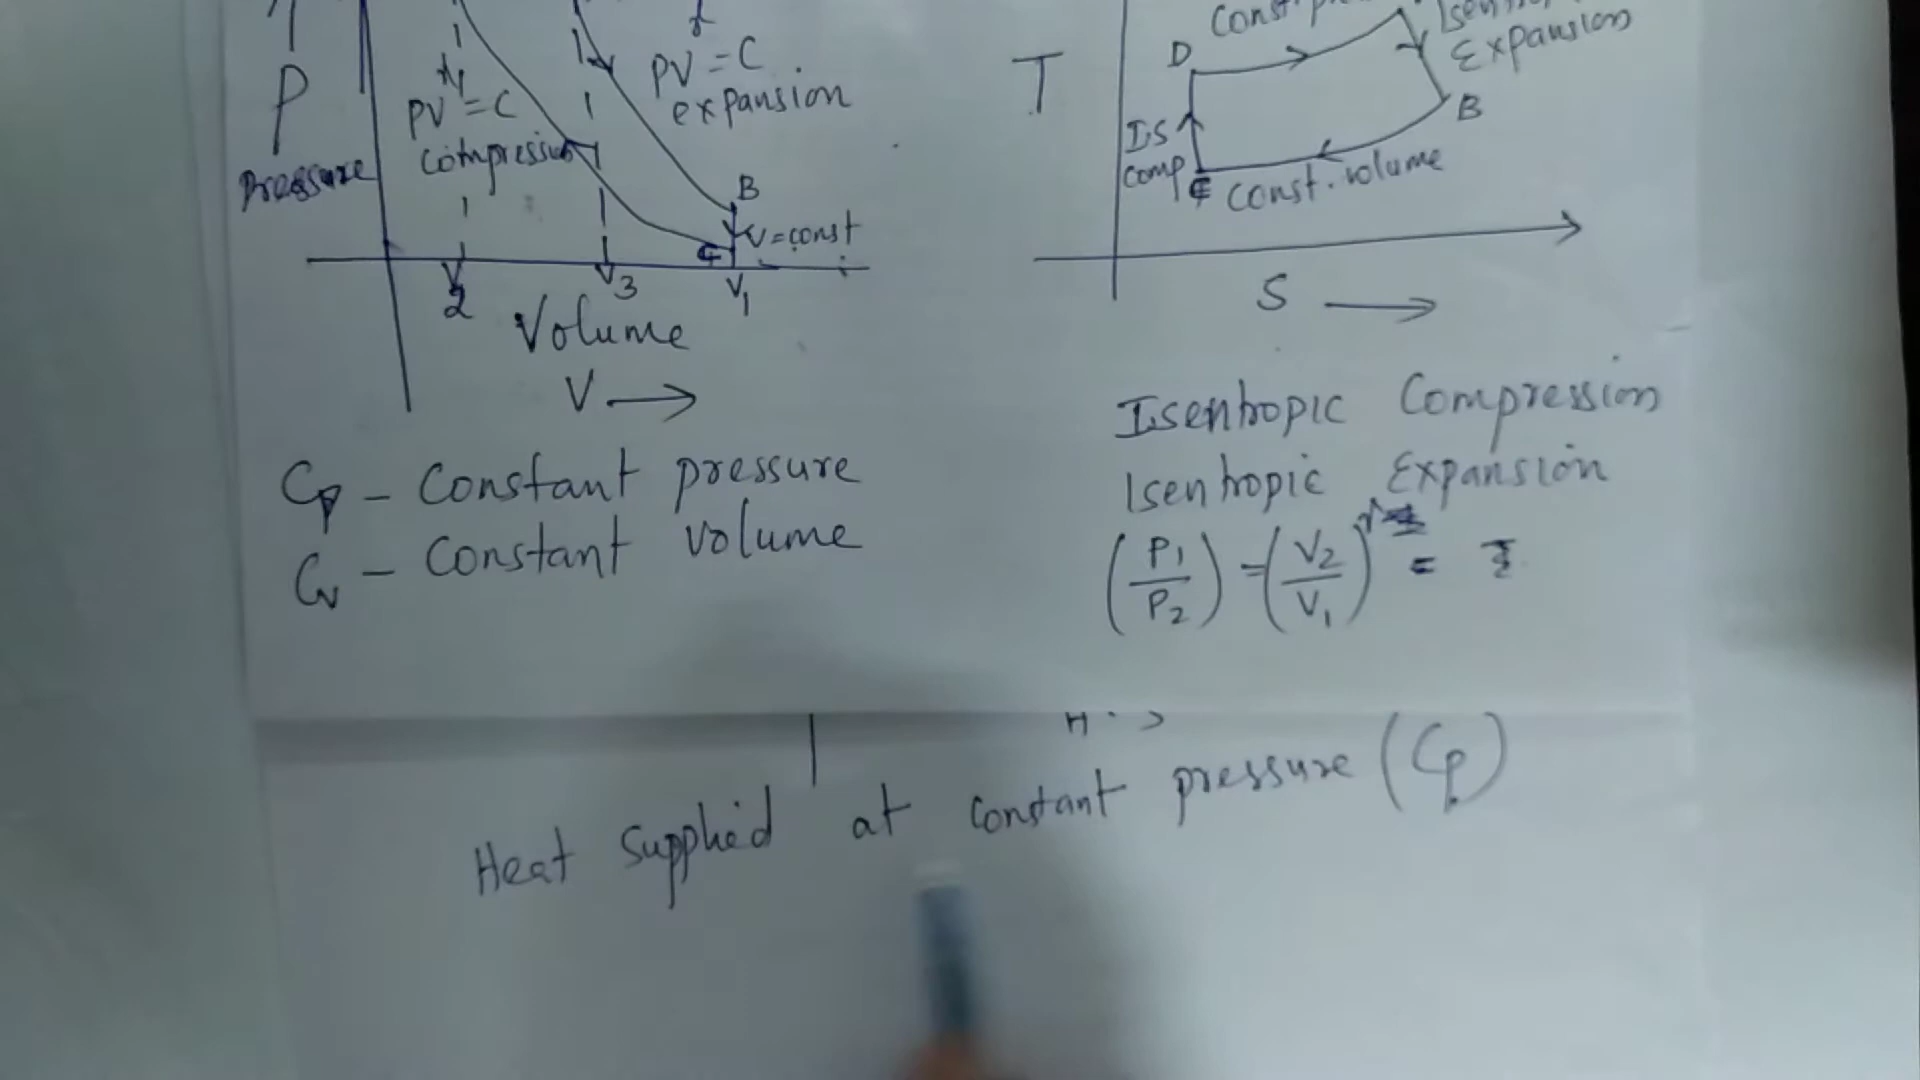 P
Pressure
PV = C
Compression
γ
PV = C
expansion
B
V = const
C
V2
V3
V1
Volume
V
T
D
Expansion
B
IS
comp
C Const. volume
S
Cp - Constant pressure
Cv - Constant volume
Isentropic Compression
Isentropic Expansion
(P1/P2) = (V2/V1)γ =
Heat Supplied at constant pressure (Cp)